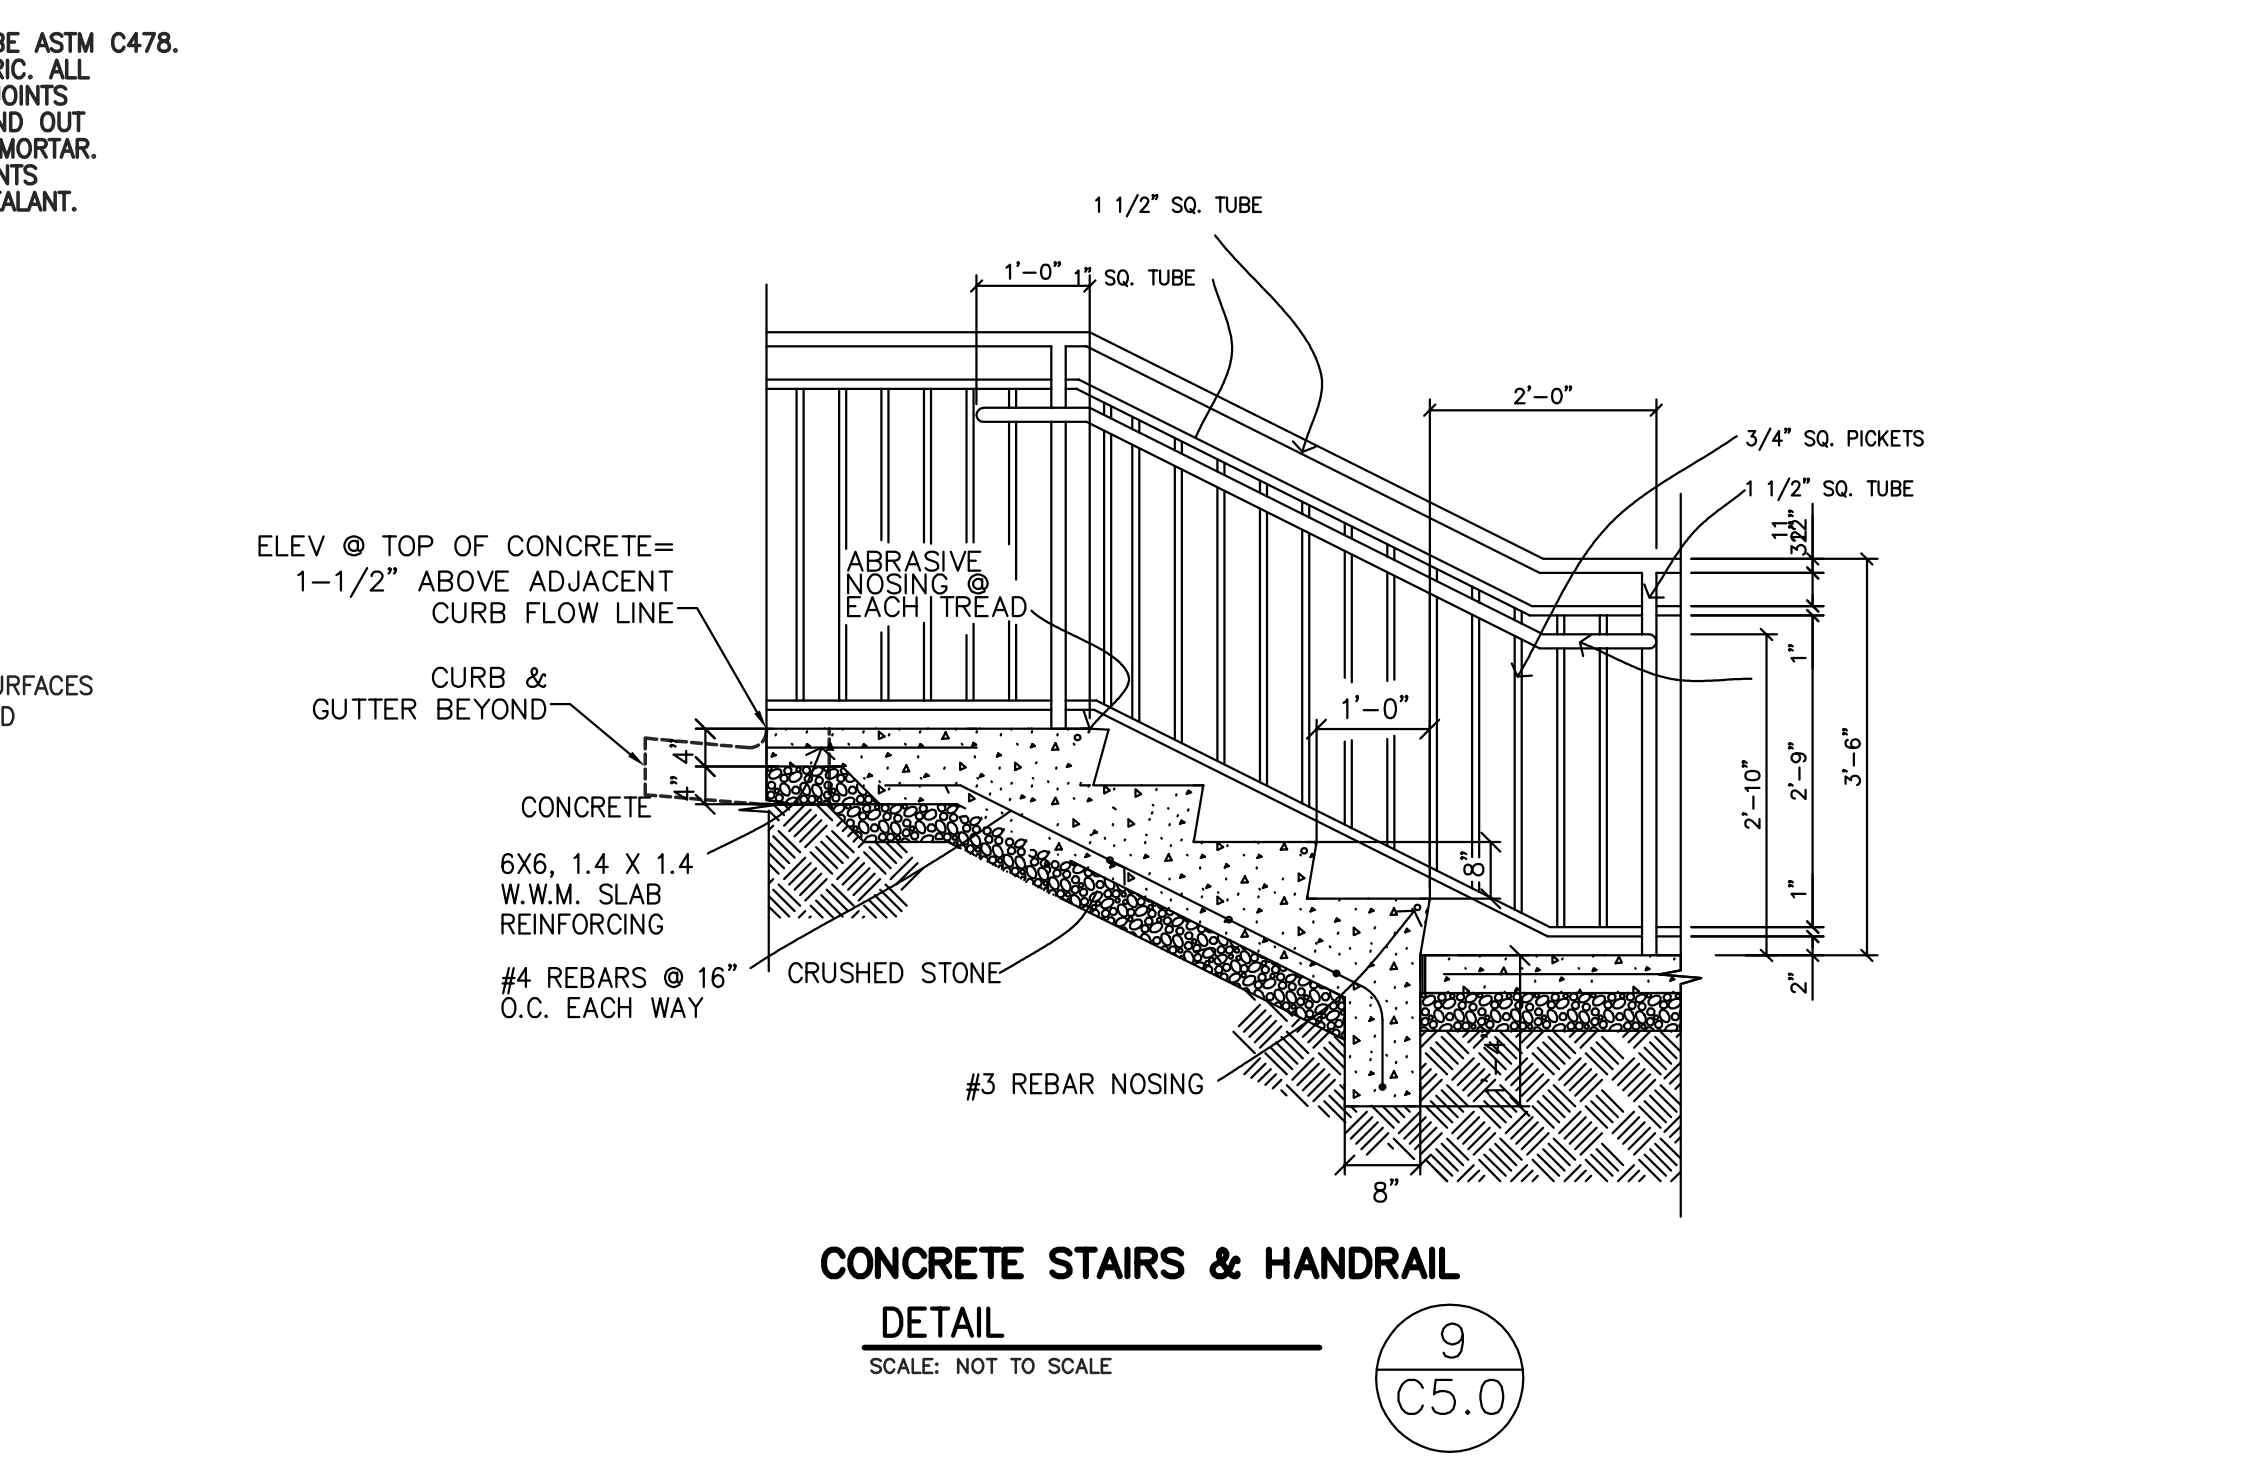 BE ASTM C478.
RIC. ALL
JOINTS
ND OUT
MORTAR.
NTS
EALANT.
URFACES
D
1 1/2" SQ. TUBE
1'-0"
1" SQ. TUBE
2'-0"
3/4" SQ. PICKETS
1 1/2" SQ. TUBE
ELEV @ TOP OF CONCRETE=
1-1/2" ABOVE ADJACENT
CURB FLOW LINE
ABRASIVE
NOSING @
EACH TREAD
CURB &
GUTTER BEYOND
1'-0"
1"
4"
4"
2'-10"
2'-9"
3'-6"
CONCRETE
8"
1"
6X6, 1.4 X 1.4
W.W.M. SLAB
REINFORCING
#4 REBARS @ 16"
O.C. EACH WAY
CRUSHED STONE
2"
1'-4"
#3 REBAR NOSING
8"
CONCRETE STAIRS & HANDRAIL
DETAIL
SCALE: NOT TO SCALE
9
C5.0